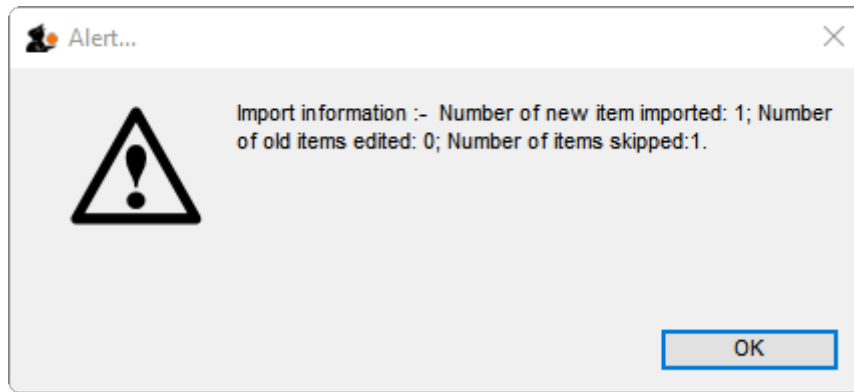 Alert...
Import information :-  Number of new item imported: 1; Number
of old items edited: 0; Number of items skipped:1.
OK